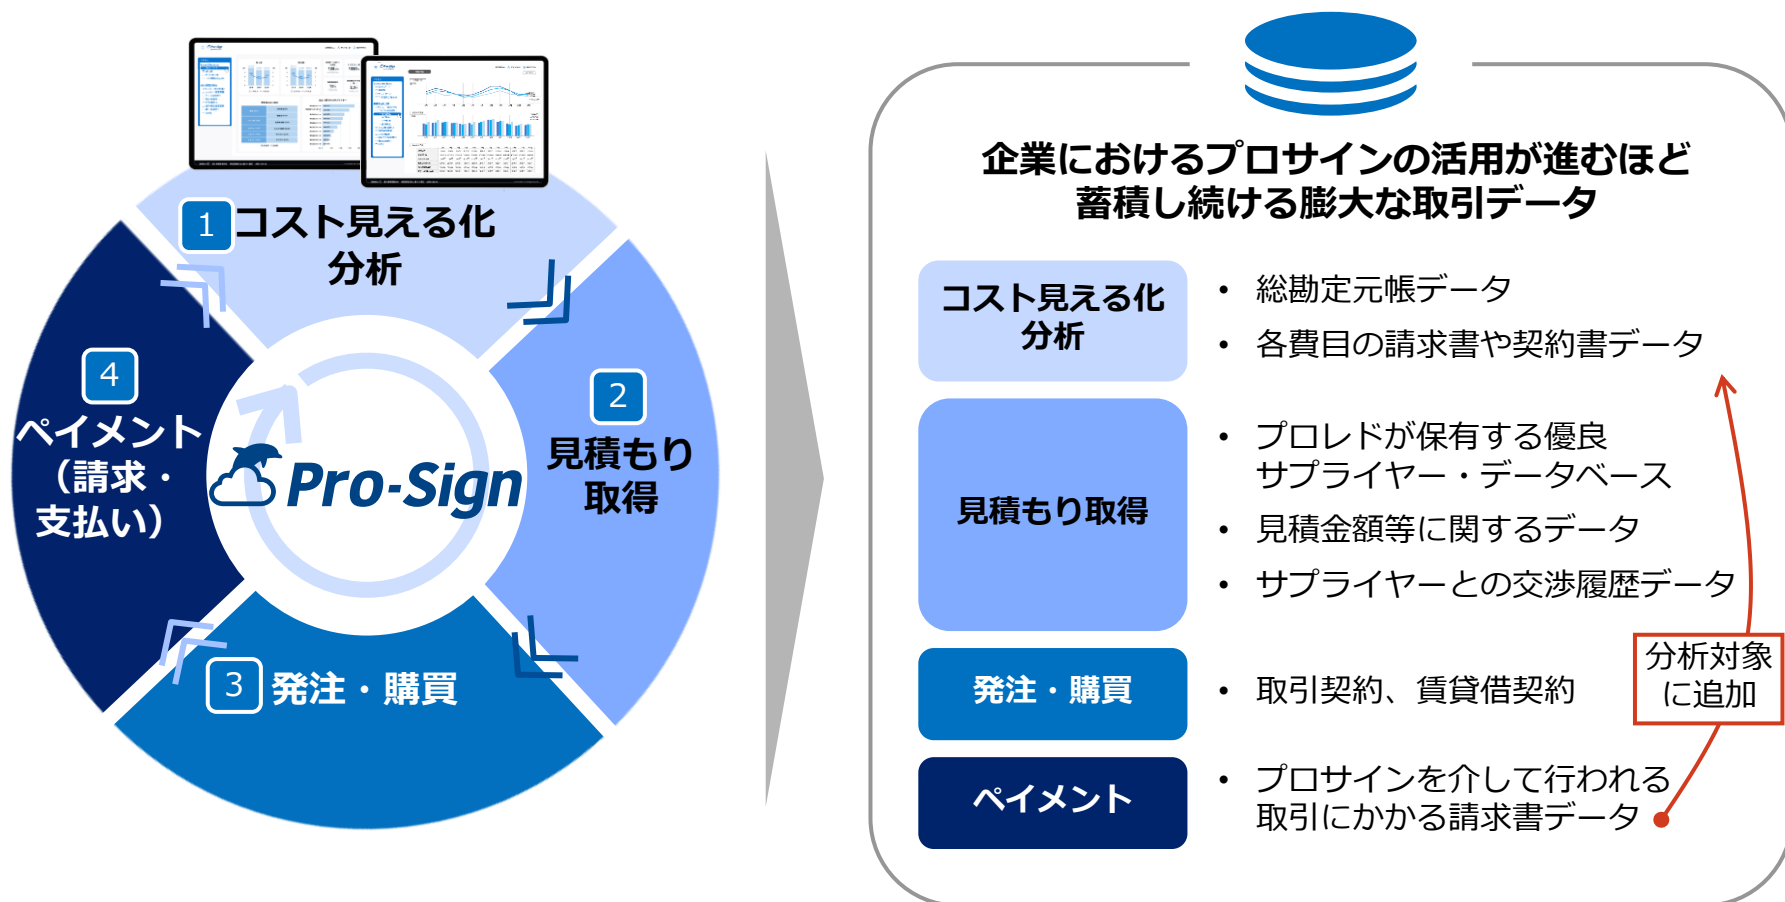 1
コスト見える化
分析
2
見積もり
取得
3
発注・購買
4
ペイメント
（請求・
支払い）
Pro-Sign
企業におけるプロサインの活用が進むほど
蓄積し続ける膨大な取引データ
コスト見える化
分析
• 総勘定元帳データ
• 各費目の請求書や契約書データ
見積もり取得
• プロレドが保有する優良
サプライヤー・データベース
• 見積金額等に関するデータ
• サプライヤーとの交渉履歴データ
発注・購買
• 取引契約、賃貸借契約
ペイメント
• プロサインを介して行われる
取引にかかる請求書データ
分析対象
に追加